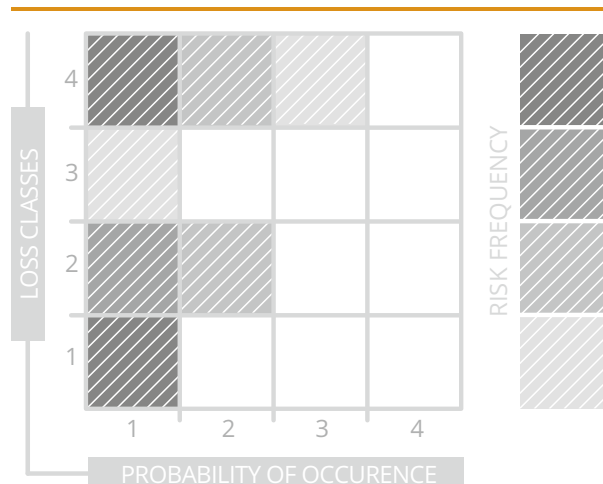 LOSS CLASSES
4
3
2
1
1 2 3 4
PROBABILITY OF OCCURENCE
RISK FREQUENCY